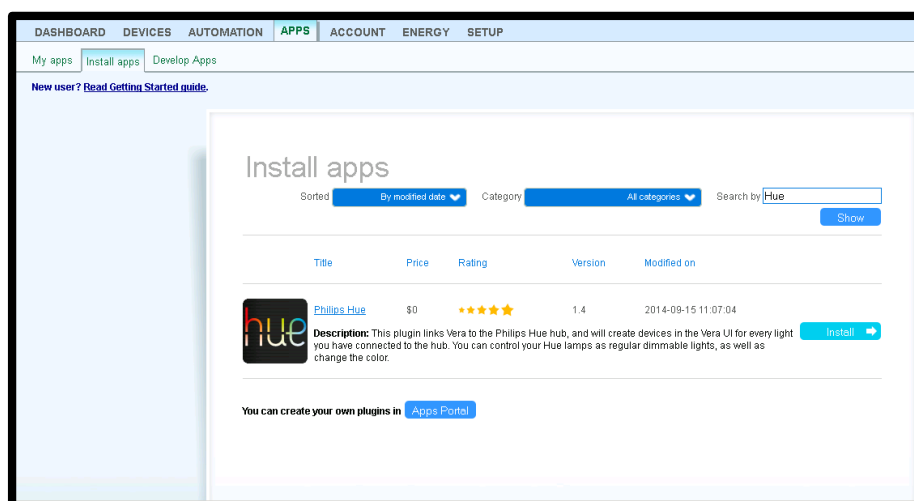 DASHBOARD DEVICES AUTOMATION APPS ACCOUNT ENERGY SETUP
My apps Install apps Develop Apps
New user? Read Getting Started guide.
Install apps
Sorted By modified date Category All categories Search by Hue
Show
Title Price Rating Version Modified on
hue
Philips Hue $0 1.4 2014-09-15 11:07:04
Description: This plugin links Vera to the Philips Hue hub, and will create devices in the Vera UI for every light
Install
you have connected to the hub. You can control your Hue lamps as regular dimmable lights, as well as
change the color.
You can create your own plugins in Apps Portal